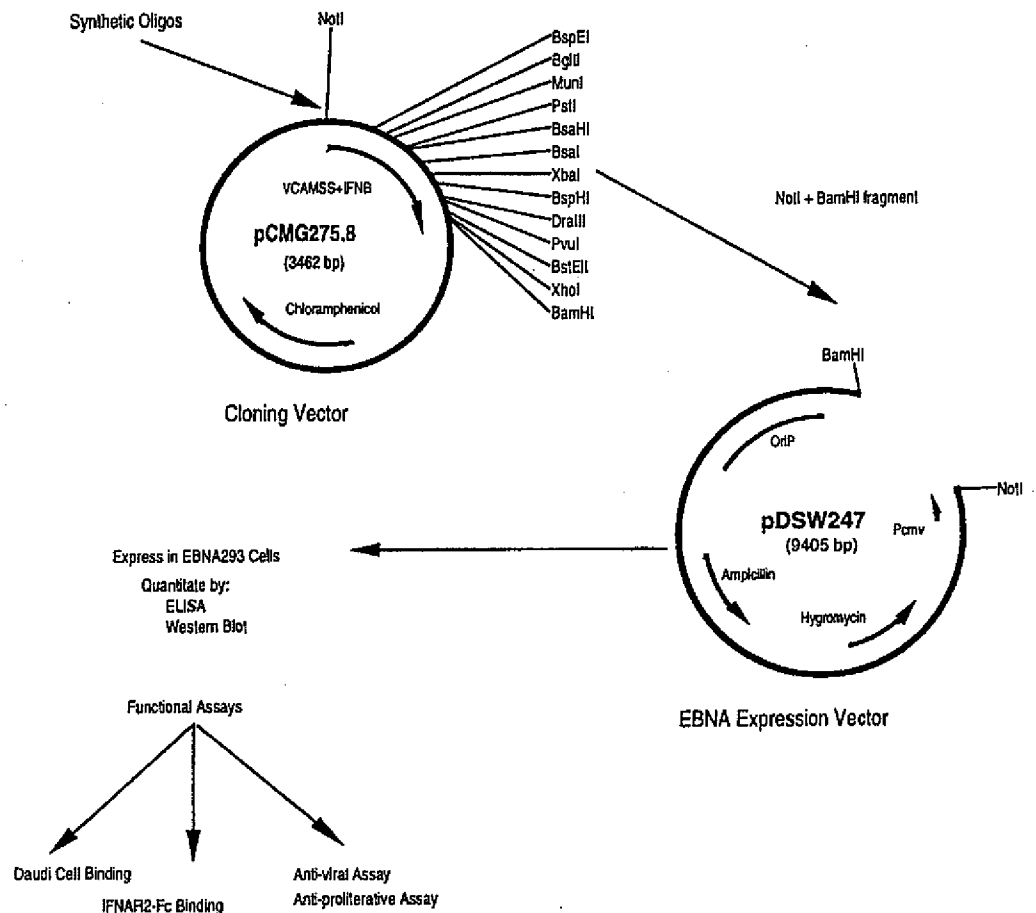 Synthetic Oligos
NotI
BspEI
BglII
MunI
PstI
BsaHI
BsaI
XbaI
BspHI
DraIII
PvuI
BstEII
XhoI
BamHI
VCAMSS+IFNB
pCMG275.8
(3462 bp)
Chloramphenicol
Cloning Vector
NotI + BamHI fragment
BamHI
OriP
NotI
pDSW247
(9405 bp)
Pcmv
Ampicillin
Hygromycin
EBNA Expression Vector
Express in EBNA293 Cells
Quantitate by:
ELISA
Western Blot
Functional Assays
Daudi Cell Binding
IFNAR2-Fc Binding
Anti-viral Assay
Anti-proliferative Assay